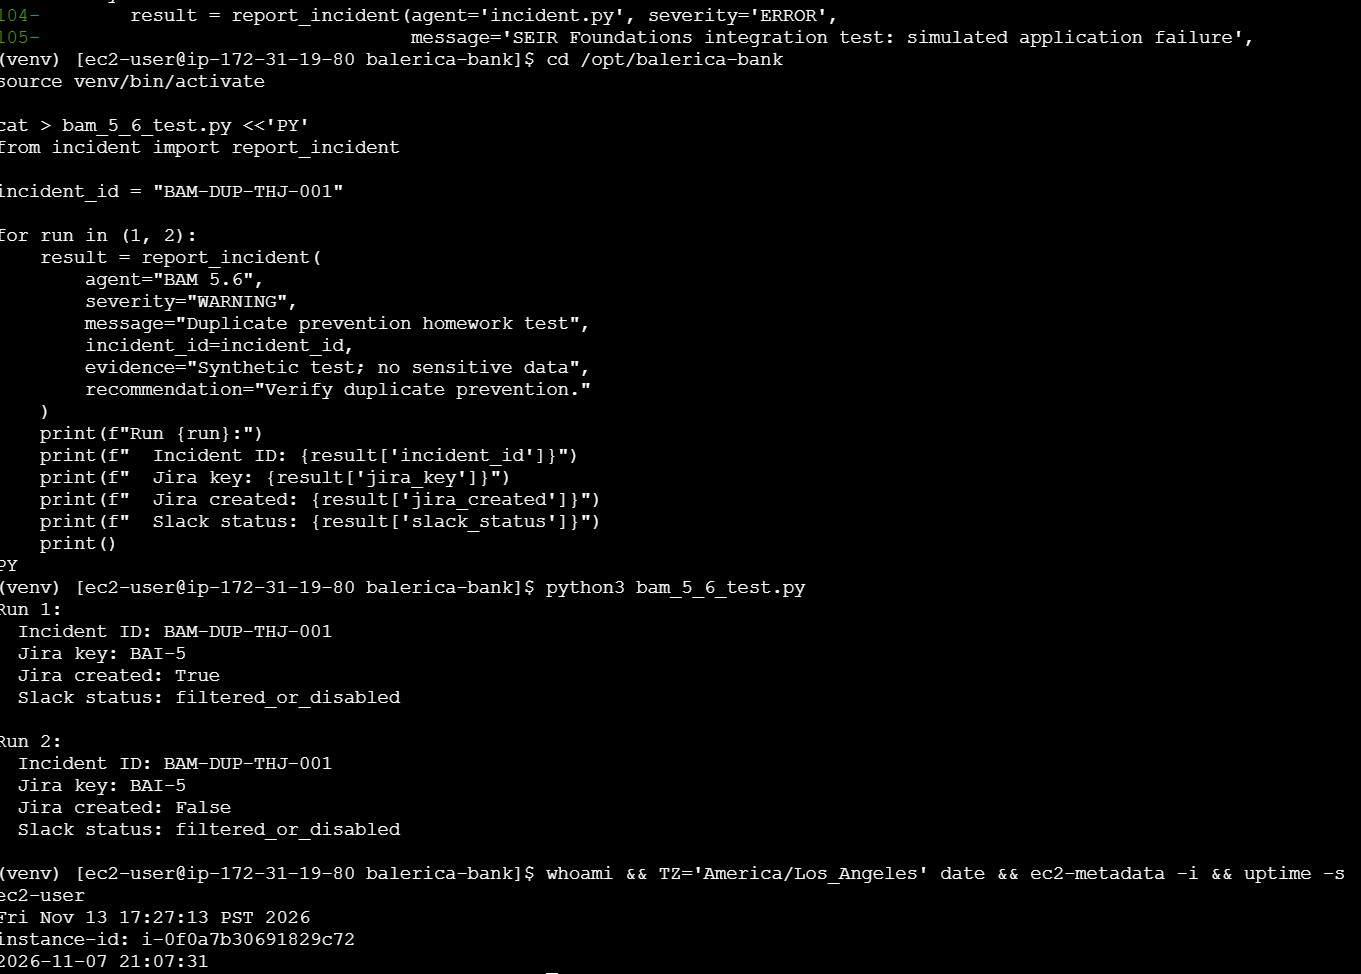 104-        result = report_incident(agent='incident.py', severity='ERROR',
105-                                 message='SEIR Foundations integration test: simulated application failure',
(venv) [ec2-user@ip-172-31-19-80 balerica-bank]$ cd /opt/balerica-bank
source venv/bin/activate

cat > bam_5_6_test.py <<'PY'
from incident import report_incident

incident_id = "BAM-DUP-THJ-001"

for run in (1, 2):
    result = report_incident(
        agent="BAM 5.6",
        severity="WARNING",
        message="Duplicate prevention homework test",
        incident_id=incident_id,
        evidence="Synthetic test; no sensitive data",
        recommendation="Verify duplicate prevention."
    )
    print(f"Run {run}:")
    print(f"  Incident ID: {result['incident_id']}")
    print(f"  Jira key: {result['jira_key']}")
    print(f"  Jira created: {result['jira_created']}")
    print(f"  Slack status: {result['slack_status']}")
    print()
PY
(venv) [ec2-user@ip-172-31-19-80 balerica-bank]$ python3 bam_5_6_test.py
Run 1:
  Incident ID: BAM-DUP-THJ-001
  Jira key: BAI-5
  Jira created: True
  Slack status: filtered_or_disabled

Run 2:
  Incident ID: BAM-DUP-THJ-001
  Jira key: BAI-5
  Jira created: False
  Slack status: filtered_or_disabled

(venv) [ec2-user@ip-172-31-19-80 balerica-bank]$ whoami && TZ='America/Los_Angeles' date && ec2-metadata -i && uptime -s
ec2-user
Fri Nov 13 17:27:13 PST 2026
instance-id: i-0f0a7b30691829c72
2026-11-07 21:07:31